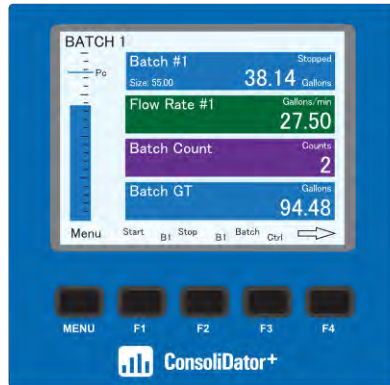 BATCH 1
Pc
Batch #1 Stopped
Size: 55.00 38.14 Gallons
Flow Rate #1 Gallons/min
27.50
Batch Count Counts
2
Batch GT Gallons
94.48
Menu Start B1 Stop B1 Batch Ctrl
MENU F1 F2 F3 F4
ConsoliDator+